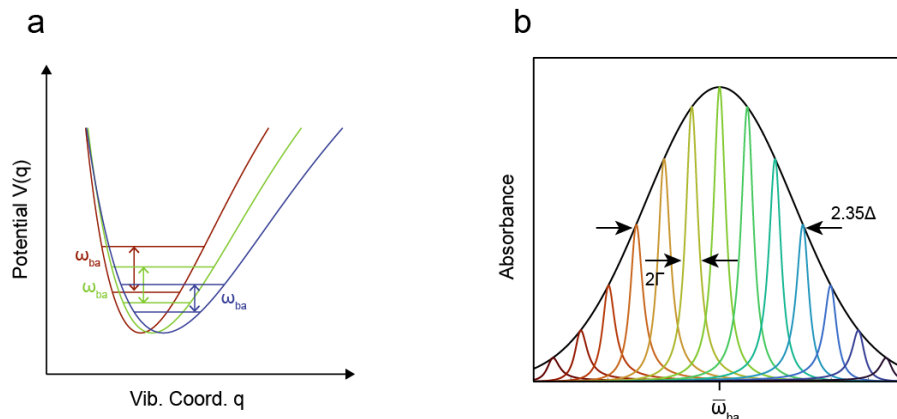 a
Potential V(q)
ω_ba
ω_ba
ω_ba
Vib. Coord. q
b
Absorbance
2.35Δ
2Γ
ω̅_ba